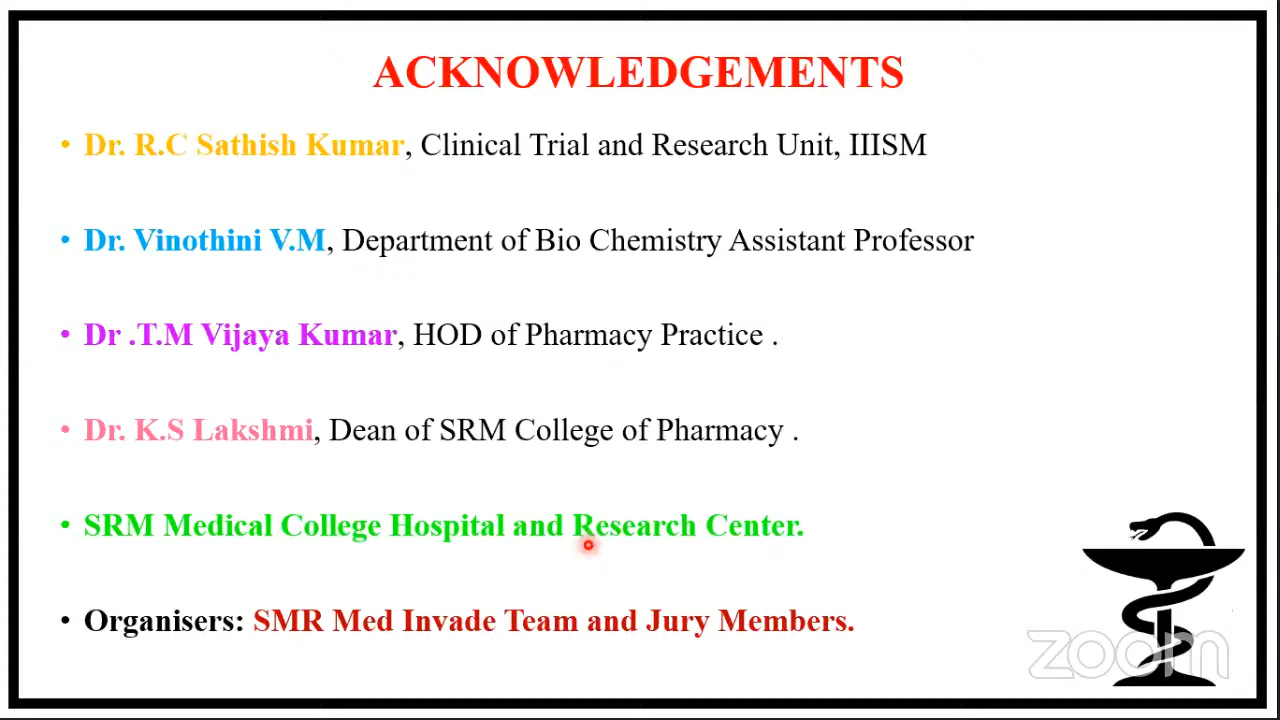 ACKNOWLEDGEMENTS
• Dr. R.C Sathish Kumar, Clinical Trial and Research Unit, IIISM
• Dr. Vinothini V.M, Department of Bio Chemistry Assistant Professor
• Dr .T.M Vijaya Kumar, HOD of Pharmacy Practice .
• Dr. K.S Lakshmi, Dean of SRM College of Pharmacy .
• SRM Medical College Hospital and Research Center.
• Organisers: SMR Med Invade Team and Jury Members.
zoom